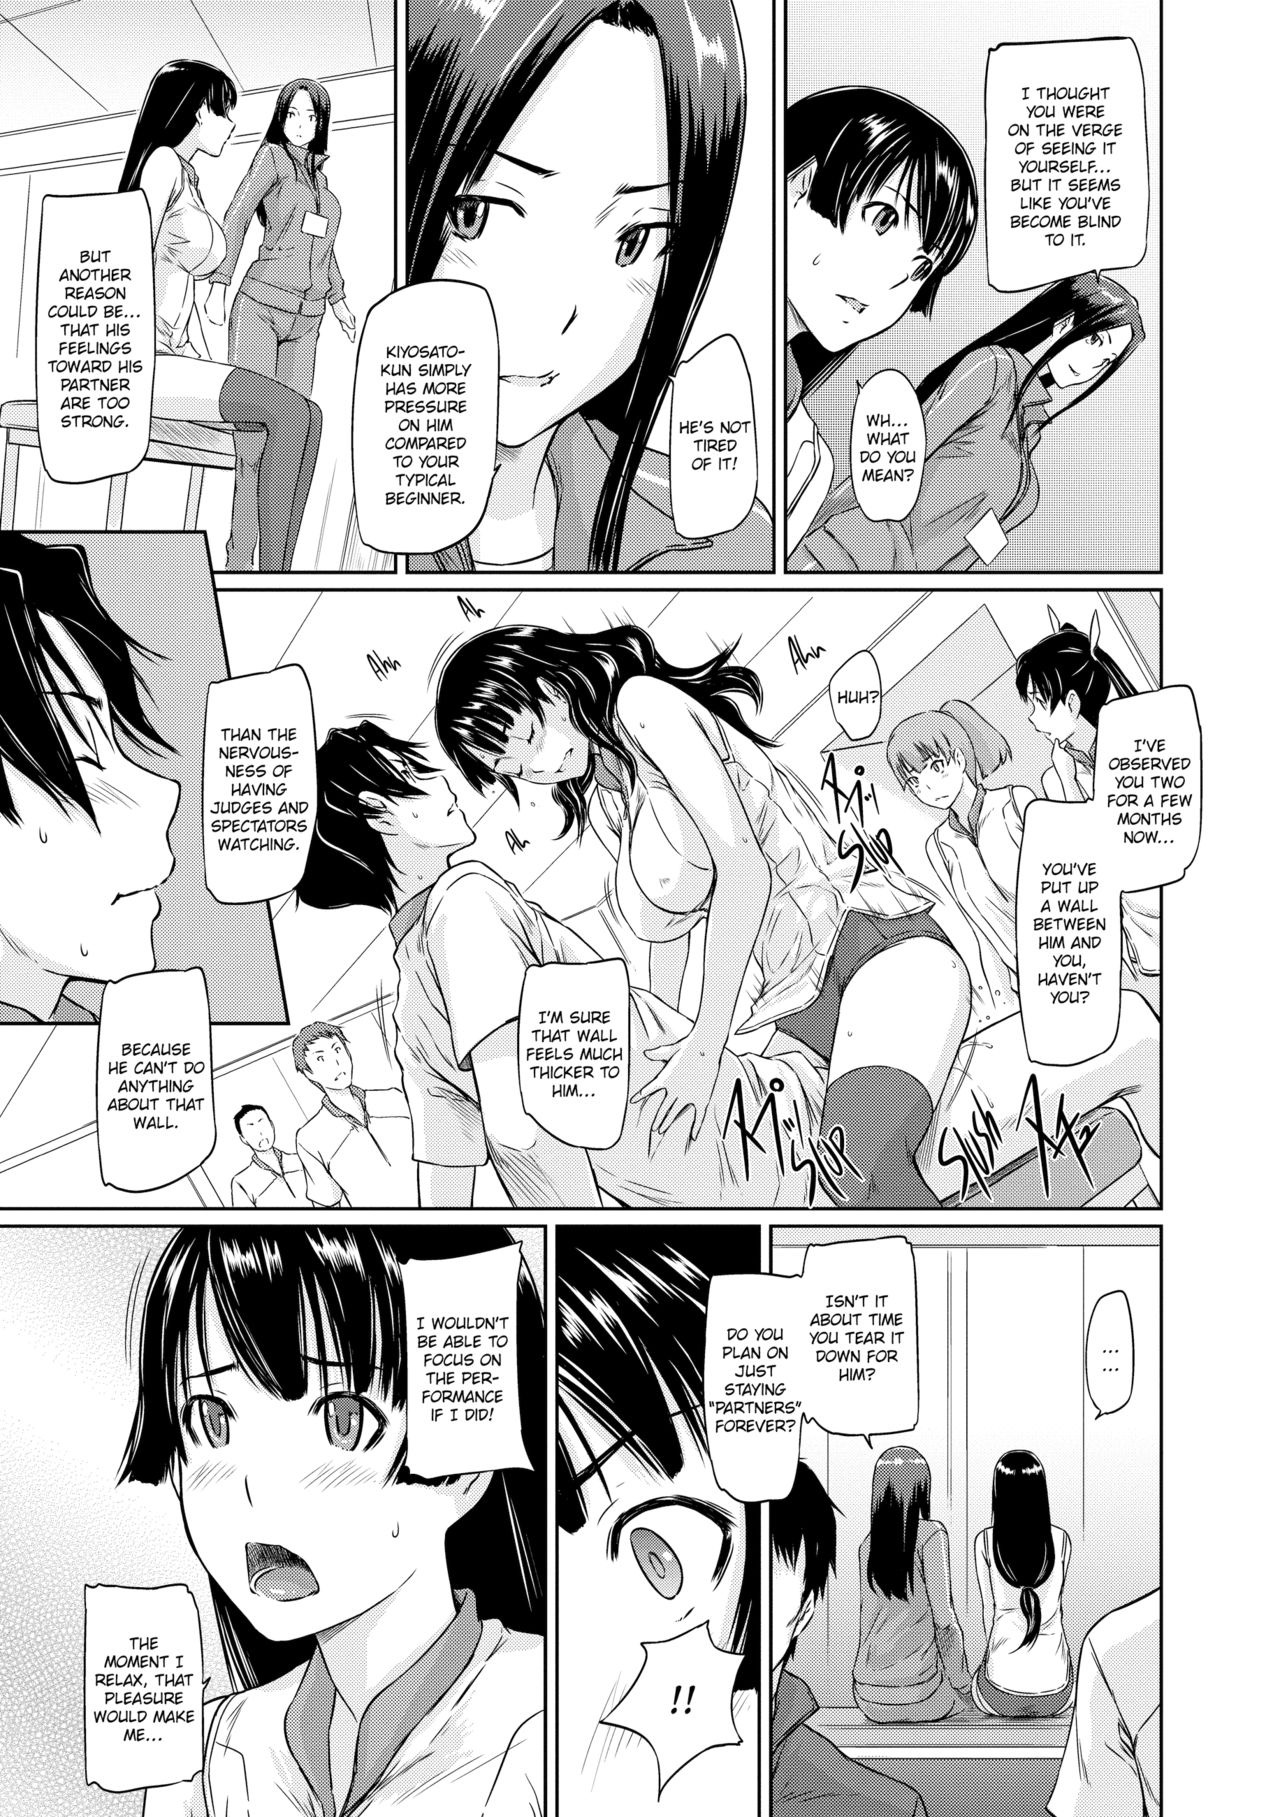 I THOUGHT
YOU WERE
ON THE VERGE
OF SEEING IT
YOURSELF...
BUT IT SEEMS
LIKE YOU'VE
BECOME BLIND
TO IT.
WH...
WHAT
DO YOU
MEAN?
HE'S NOT
TIRED
OF IT!
KIYOSATO-
KUN SIMPLY
HAS MORE
PRESSURE
ON HIM
COMPARED
TO YOUR
TYPICAL
BEGINNER.
BUT
ANOTHER
REASON
COULD BE...
THAT HIS
FEELINGS
TOWARD HIS
PARTNER
ARE TOO
STRONG.
I'VE
OBSERVED
YOU TWO
FOR A FEW
MONTHS
NOW...
YOU'VE
PUT UP
A WALL
BETWEEN
HIM AND
YOU,
HAVEN'T
YOU?
HUH?
Ahn
Ah
Ahn
Ah
I'M SURE
THAT WALL
FEELS MUCH
THICKER TO
HIM...
THAN THE
NERVOUS-
NESS OF
HAVING
JUDGES AND
SPECTATORS
WATCHING.
BECAUSE
HE CAN'T DO
ANYTHING
ABOUT THAT
WALL.
...
...
ISN'T IT
ABOUT TIME
YOU TEAR IT
DOWN FOR
HIM?
DO YOU
PLAN ON
JUST
STAYING
"PARTNERS"
FOREVER?
!!
I WOULDN'T
BE ABLE TO
FOCUS ON
THE PER-
FORMANCE
IF I DID!
THE
MOMENT I
RELAX, THAT
PLEASURE
WOULD MAKE
ME...